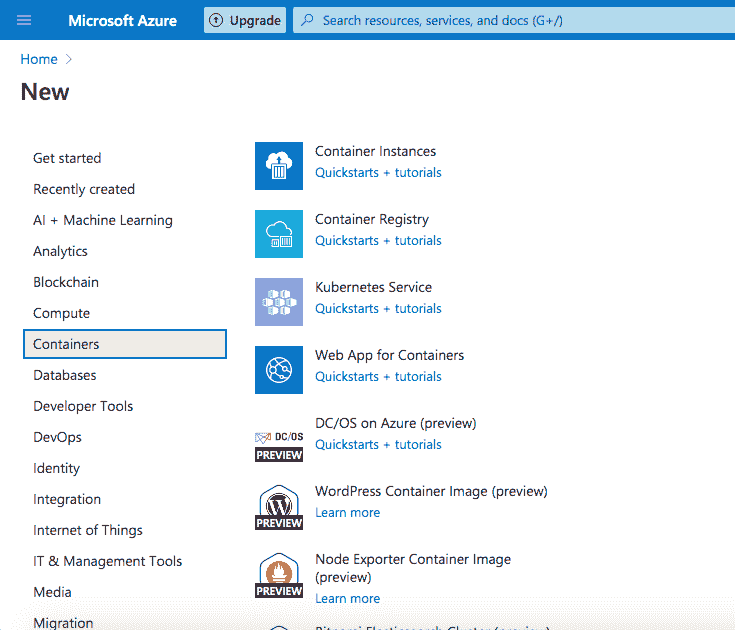 Microsoft Azure
Upgrade
Search resources, services, and docs (G+/)
Home
New
Get started
Recently created
AI + Machine Learning
Analytics
Blockchain
Compute
Containers
Databases
Developer Tools
DevOps
Identity
Integration
Internet of Things
IT & Management Tools
Media
Migration
Container Instances
Quickstarts + tutorials
Container Registry
Quickstarts + tutorials
Kubernetes Service
Quickstarts + tutorials
Web App for Containers
Quickstarts + tutorials
DC/OS
PREVIEW
DC/OS on Azure (preview)
Quickstarts + tutorials
PREVIEW
WordPress Container Image (preview)
Learn more
PREVIEW
Node Exporter Container Image
(preview)
Learn more
Bitnami Elasticsearch Cluster (preview)